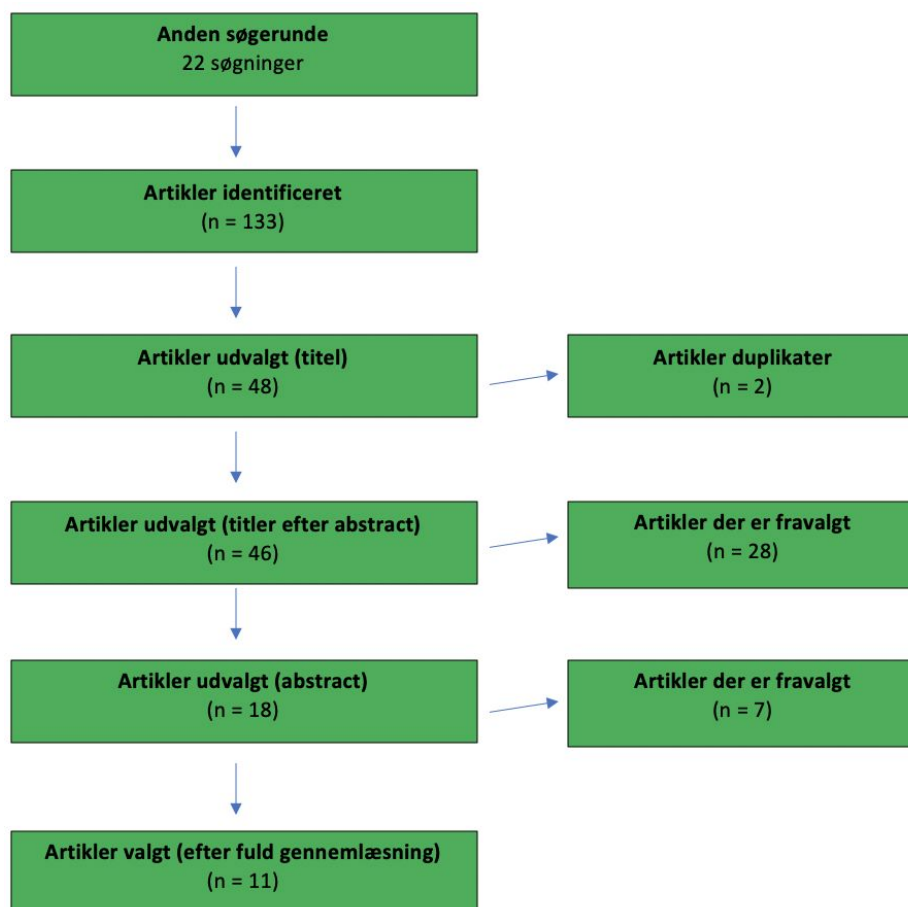 Anden søgerunde
22 søgninger
Artikler identificeret
(n = 133)
Artikler udvalgt (titel)
(n = 48)
Artikler duplikater
(n = 2)
Artikler udvalgt (titler efter abstract)
(n = 46)
Artikler der er fravalgt
(n = 28)
Artikler udvalgt (abstract)
(n = 18)
Artikler der er fravalgt
(n = 7)
Artikler valgt (efter fuld gennemlæsning)
(n = 11)